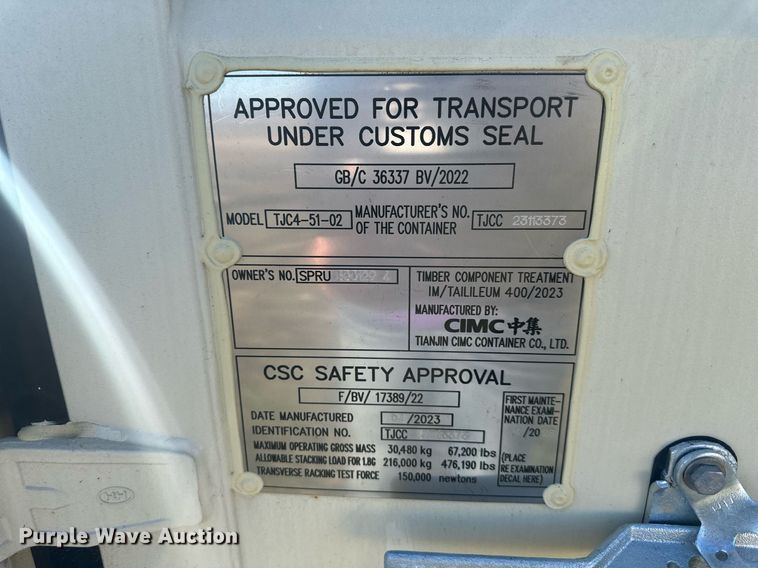 APPROVED FOR TRANSPORT
UNDER CUSTOMS SEAL
GB/C 36337 BV/2022
MODEL TJC4-51-02 MANUFACTURER'S NO. OF THE CONTAINER TJCC 23113373
OWNER'S NO. SPRU
TIMBER COMPONENT TREATMENT
IM/TAILILEUM 400/2023
MANUFACTURED BY:
CIMC中集
TIANJIN CIMC CONTAINER CO., LTD.
CSC SAFETY APPROVAL
F/BV/ 17389/22
DATE MANUFACTURED /2023
IDENTIFICATION NO. TJCC
MAXIMUM OPERATING GROSS MASS 30,480 kg 67,200 lbs
ALLOWABLE STACKING LOAD FOR 1.8G 216,000 kg 476,190 lbs
TRANSVERSE RACKING TEST FORCE 150,000 newtons
FIRST MAINTE-
NANCE EXAMI-
NATION DATE
/20
(PLACE
RE EXAMINATION
DECAL HERE)
Purple Wave Auction